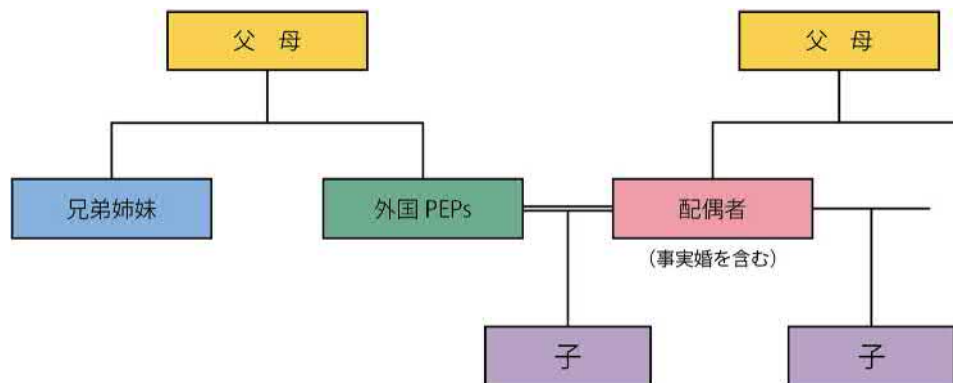 父　母
父　母
兄弟姉妹
外国 PEPs
配偶者
（事実婚を含む）
子
子